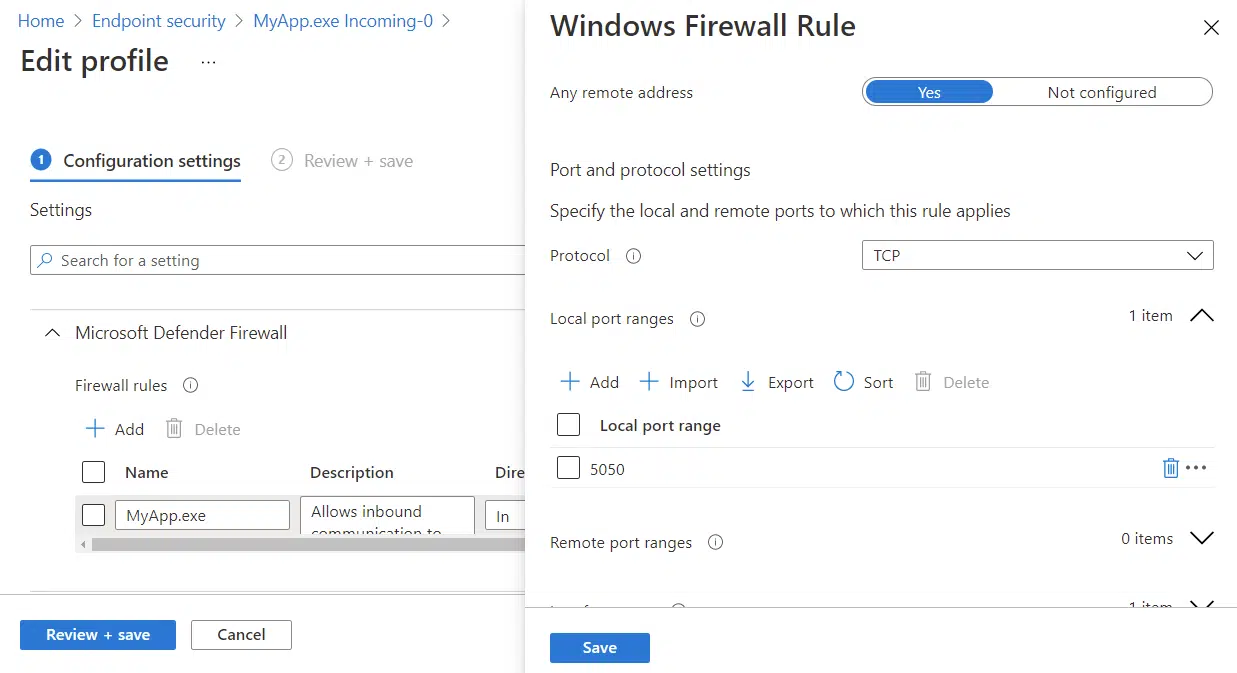 Home > Endpoint security > MyApp.exe Incoming-0 >
Edit profile ...
1 Configuration settings 2 Review + save
Settings
Search for a setting
Microsoft Defender Firewall
Firewall rules
Add Delete
Name Description Dire
MyApp.exe Allows inbound In
communication to
Review + save Cancel
Windows Firewall Rule
Any remote address Yes Not configured
Port and protocol settings
Specify the local and remote ports to which this rule applies
Protocol TCP
Local port ranges 1 item
Add Import Export Sort Delete
Local port range
5050
Remote port ranges 0 items
1 item
Save